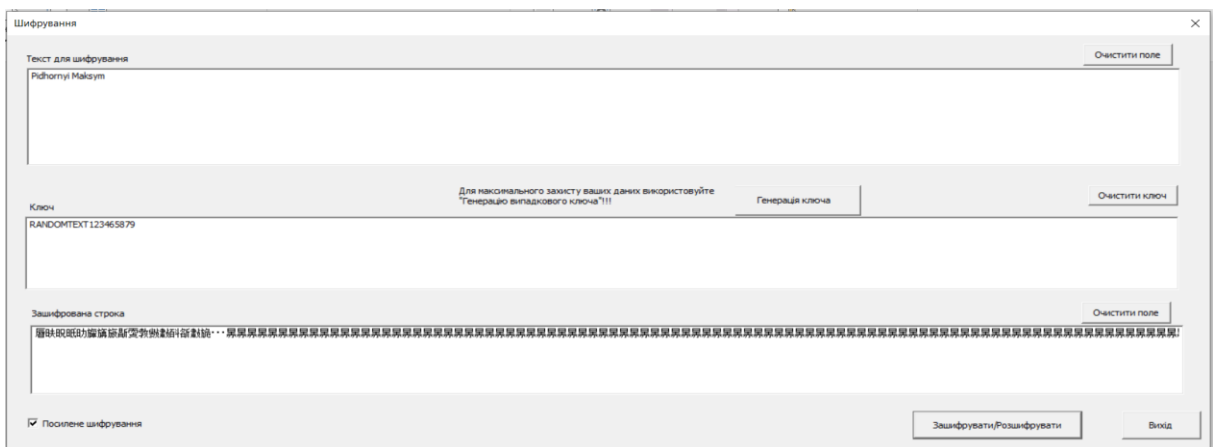 Шифрування
Текст для шифрування
Очистити поле
Pidhornyi Maksym
Для максимального захисту ваших даних використовуйте
"Генерацію випадкового ключа"!!!
Генерація ключа
Очистити ключ
Ключ
RANDOMTEXT123465879
Зашифрована строка
Очистити поле
Посилене шифрування
Зашифрувати/Розшифрувати
Вихід